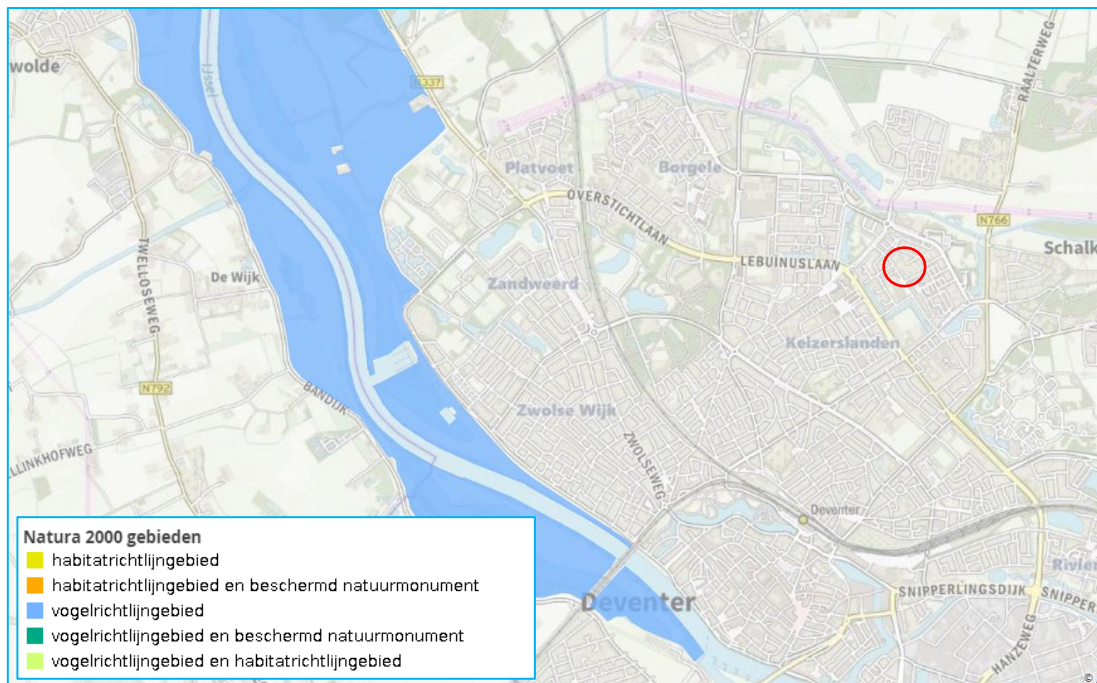 wolde
IJssel
N337
RAALTERWEG
Platvoet
Borgele
OVERSTICHTLAAN
N766
TWELLOSEWEG
De Wijk
Zandweerd
LEBUINUSLAAN
Schalk
Keizerslanden
N792
BANDIJK
Zwolse Wijk
ZWOLSEWEG
LLINKHOFWEG
Deventer
Rivier
Deventer
SNIPPERLINGSDIJK
SNIPPER
HANZEWEG
Natura 2000 gebieden
habitatrichtlijngebied
habitatrichtlijngebied en beschermd natuurmonument
vogelrichtlijngebied
vogelrichtlijngebied en beschermd natuurmonument
vogelrichtlijngebied en habitatrichtlijngebied
©